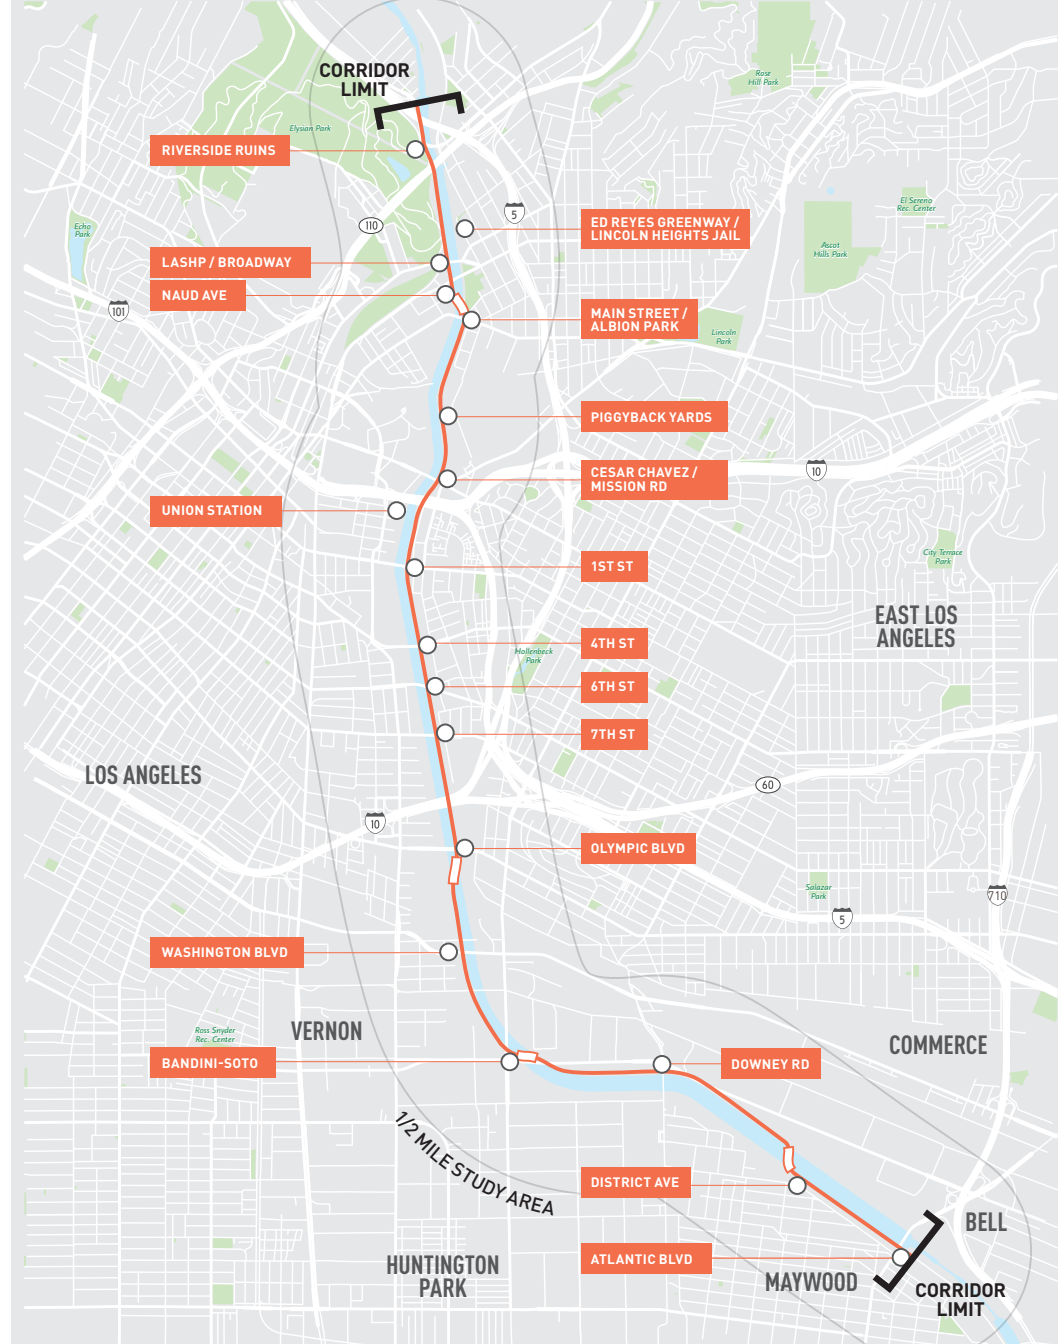 CORRIDOR
LIMIT
Rose
Hill Park
Elysian Park
RIVERSIDE RUINS
El Sereno
Rec. Center
5
110
ED REYES GREENWAY /
LINCOLN HEIGHTS JAIL
Echo
Park
Ascot
Hills Park
LASHP / BROADWAY
NAUD AVE
101
MAIN STREET /
ALBION PARK
Lincoln
Park
PIGGYBACK YARDS
CESAR CHAVEZ /
MISSION RD
10
UNION STATION
City Terrace
Park
1ST ST
EAST LOS
ANGELES
4TH ST
Hollenbeck
Park
6TH ST
7TH ST
LOS ANGELES
60
10
OLYMPIC BLVD
Salazar
Park
710
5
WASHINGTON BLVD
Ross Snyder
Rec. Center
VERNON
COMMERCE
BANDINI-SOTO
DOWNEY RD
1/2 MILE STUDY AREA
DISTRICT AVE
BELL
ATLANTIC BLVD
HUNTINGTON
PARK
MAYWOOD
CORRIDOR
LIMIT